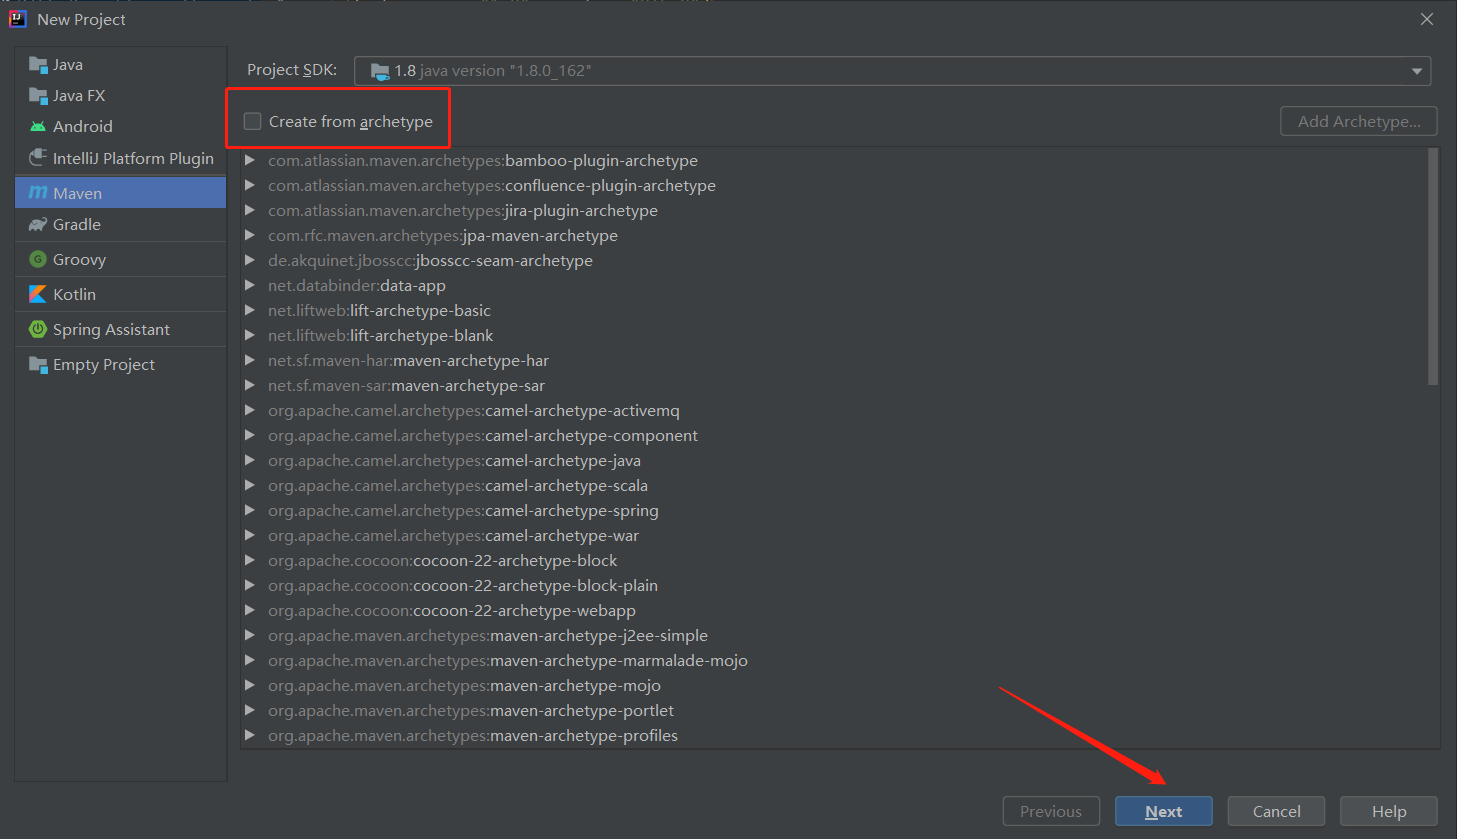 New Project
Java
Java FX
Android
IntelliJ Platform Plugin
Maven
Gradle
Groovy
Kotlin
Spring Assistant
Empty Project
Project SDK: 1.8 java version "1.8.0_162"
Create from archetype
Add Archetype...
com.atlassian.maven.archetypes:bamboo-plugin-archetype
com.atlassian.maven.archetypes:confluence-plugin-archetype
com.atlassian.maven.archetypes:jira-plugin-archetype
com.rfc.maven.archetypes:jpa-maven-archetype
de.akquinet.jbosscc:jbosscc-seam-archetype
net.databinder:data-app
net.liftweb:lift-archetype-basic
net.liftweb:lift-archetype-blank
net.sf.maven-har:maven-archetype-har
net.sf.maven-sar:maven-archetype-sar
org.apache.camel.archetypes:camel-archetype-activemq
org.apache.camel.archetypes:camel-archetype-component
org.apache.camel.archetypes:camel-archetype-java
org.apache.camel.archetypes:camel-archetype-scala
org.apache.camel.archetypes:camel-archetype-spring
org.apache.camel.archetypes:camel-archetype-war
org.apache.cocoon:cocoon-22-archetype-block
org.apache.cocoon:cocoon-22-archetype-block-plain
org.apache.cocoon:cocoon-22-archetype-webapp
org.apache.maven.archetypes:maven-archetype-j2ee-simple
org.apache.maven.archetypes:maven-archetype-marmalade-mojo
org.apache.maven.archetypes:maven-archetype-mojo
org.apache.maven.archetypes:maven-archetype-portlet
org.apache.maven.archetypes:maven-archetype-profiles
Previous
Next
Cancel
Help